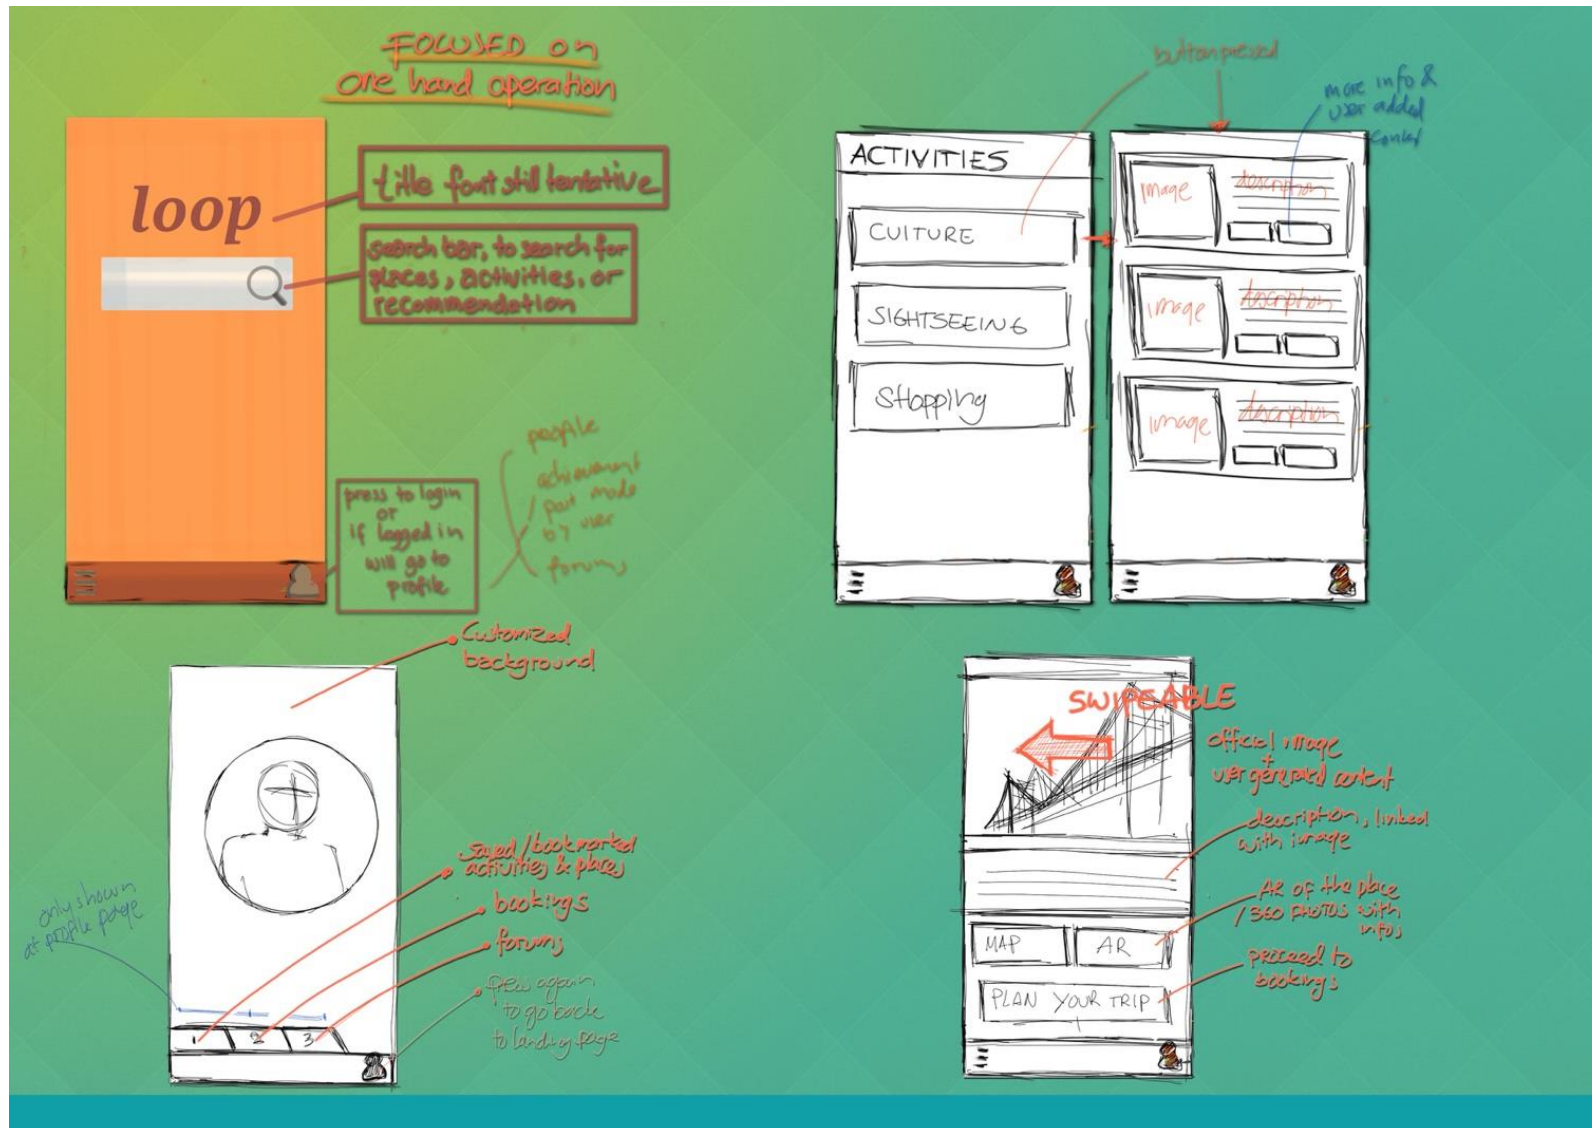 FOCUSED on
one hand operation
loop
title font still tentative
search bar, to search for
places, activities, or
recommendation
press to login
or
if logged in
will go to
profile
profile
achievement
post made
by user
forums
button pressed
more info &
user added
ACTIVITIES
CULTURE
SIGHTSEEING
SHOPPING
image
description
image
description
image
description
Customized
background
saved/bookmarked
activities & places
bookings
forums
only shown
at profile page
press again
to go back
to landing page
1
2
3
SWIPEABLE
official image
+
user generated content
description, linked
with image
AR of the place
/ 360 PHOTOS with
infos
proceed to
bookings
MAP
AR
PLAN YOUR TRIP